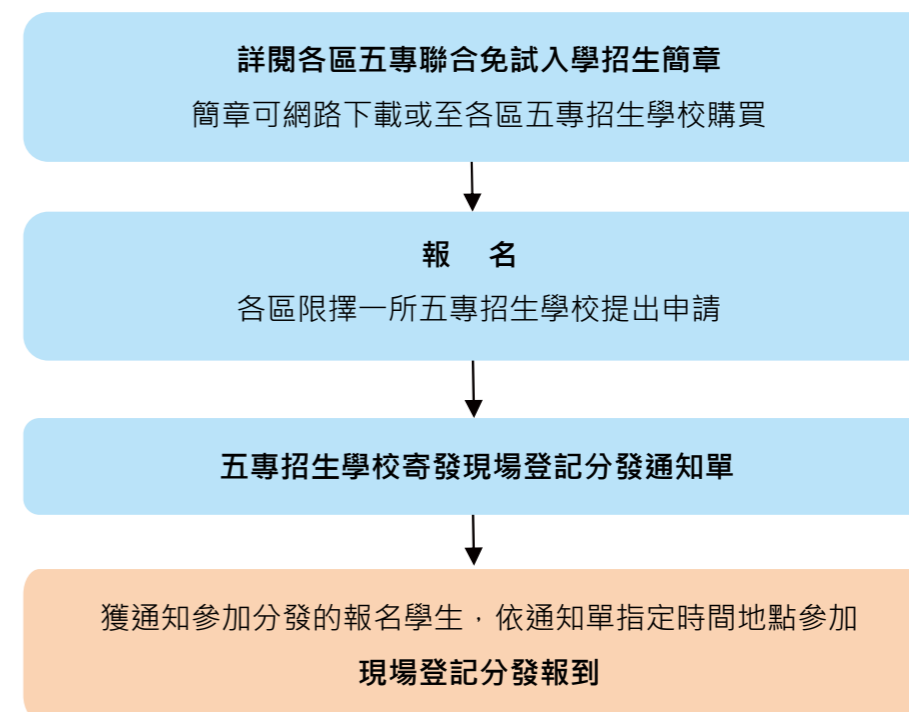 詳閱各區五專聯合免試入學招生簡章
簡章可網路下載或至各區五專招生學校購買
報　名
各區限擇一所五專招生學校提出申請
五專招生學校寄發現場登記分發通知單
獲通知參加分發的報名學生，依通知單指定時間地點參加
現場登記分發報到